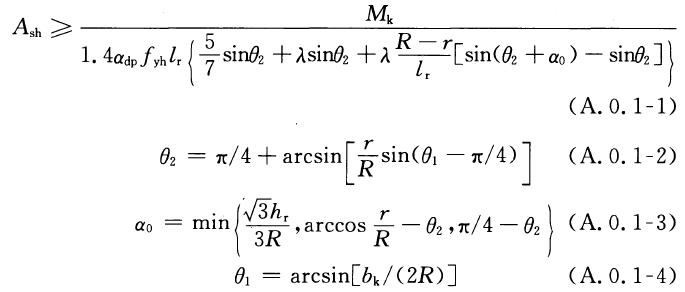 A_sh ≥ M_k / (1.4α_dp f_yh l_r {5/7 sinθ_2 + λsinθ_2 + λ (R − r)/l_r [sin(θ_2 + α_0) − sinθ_2]})
(A.0.1-1)
θ_2 = π/4 + arcsin[r/R sin(θ_1 − π/4)] (A.0.1-2)
α_0 = min{√3h_r/3R, arccos r/R − θ_2, π/4 − θ_2} (A.0.1-3)
θ_1 = arcsin[b_k/(2R)] (A.0.1-4)